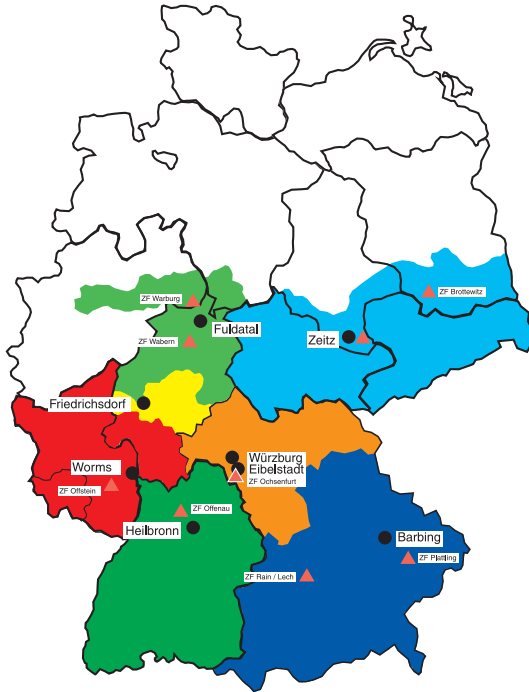 ZF Brottewitz
ZF Warburg
Fuldatal
Zeitz
ZF Wabern
Friedrichsdorf
Würzburg
Eibelstadt
Worms
ZF Ochsenfurt
ZF Offstein
ZF Offenau
Heilbronn
Barbing
ZF Plattling
ZF Rain / Lech